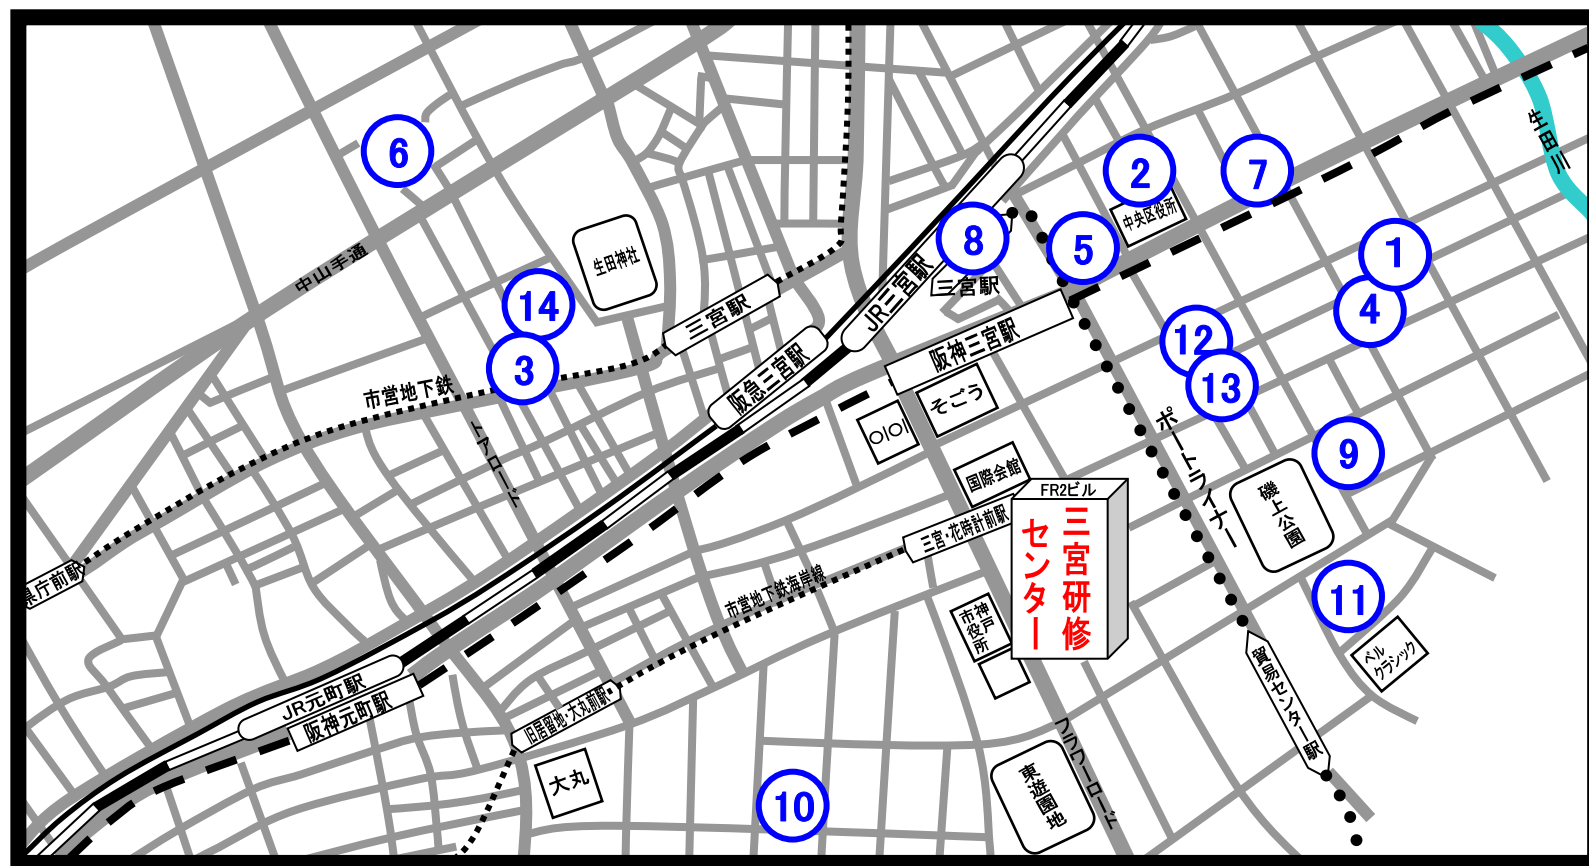 生田川
6
2
7
中央区役所
8
5
1
4
中山手通
生田神社
14
3
三宮駅
JR三宮駅
三宮駅
阪神三宮駅
阪急三宮駅
市営地下鉄
トアロード
12
13
そごう
OIOI
ポートライナー
9
国際会館
FR2ビル
三宮研修
センター
磯上公園
三宮・花時計前駅
市営地下鉄海岸線
県庁前駅
神戸
市役所
11
ベル
クラシック
貿易センター駅
JR元町駅
阪神元町駅
旧居留地・大丸前駅
大丸
フラワーロード
東遊園地
10